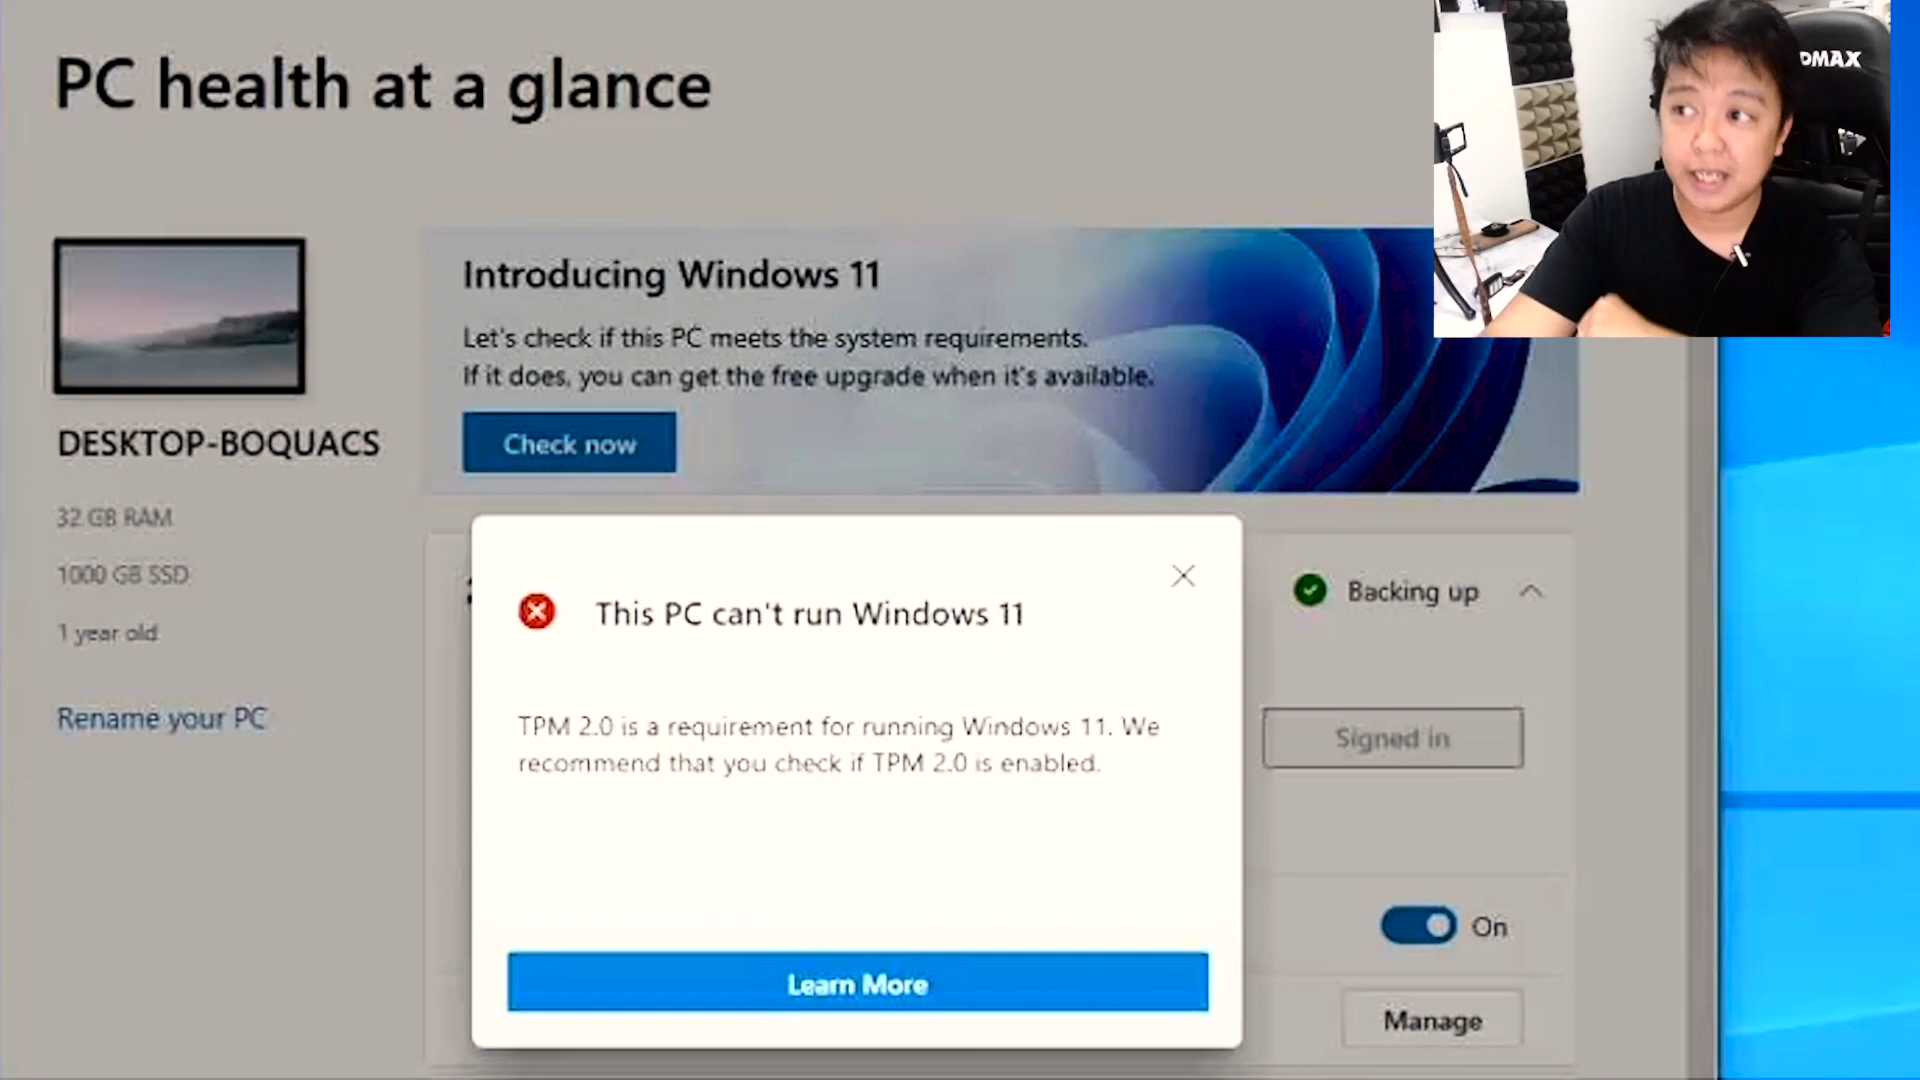 PC health at a glance
DMAX
Introducing Windows 11
Let's check if this PC meets the system requirements.
If it does, you can get the free upgrade when it's available.
Check now
DESKTOP-BOQUACS
32 GB RAM
1000 GB SSD
1 year old
Rename your PC
This PC can't run Windows 11
TPM 2.0 is a requirement for running Windows 11. We
recommend that you check if TPM 2.0 is enabled.
Learn More
Backing up
Signed in
On
Manage